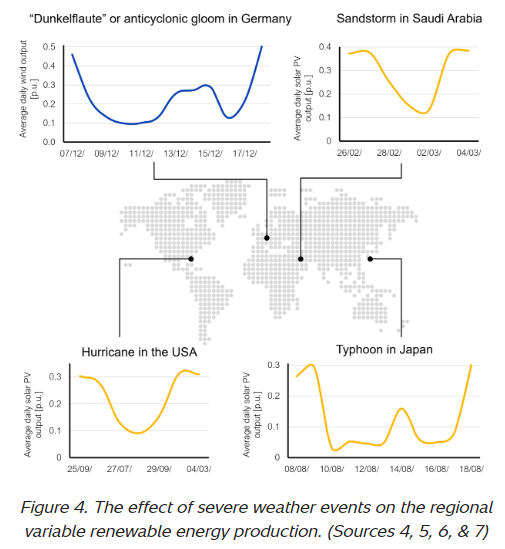 “Dunkelflaute” or anticyclonic gloom in Germany
Average daily wind output
[p.u.]
0.5
0.4
0.3
0.2
0.1
0.0
07/12/ 09/12/ 11/12/ 13/12/ 15/12/ 17/12/
Sandstorm in Saudi Arabia
Average daily solar PV
output [p.u.]
0.4
0.3
0.2
0.1
0
26/02/ 28/02/ 02/03/ 04/03/
Hurricane in the USA
Average daily solar PV
output [p.u.]
0.3
0.2
0.1
0
25/09/ 27/07/ 29/09/ 04/03/
Typhoon in Japan
Average daily solar PV
output [p.u.]
0.3
0.2
0.1
0
08/08/ 10/08/ 12/08/ 14/08/ 16/08/ 18/08/
Figure 4. The effect of severe weather events on the regional
variable renewable energy production. (Sources 4, 5, 6, & 7)